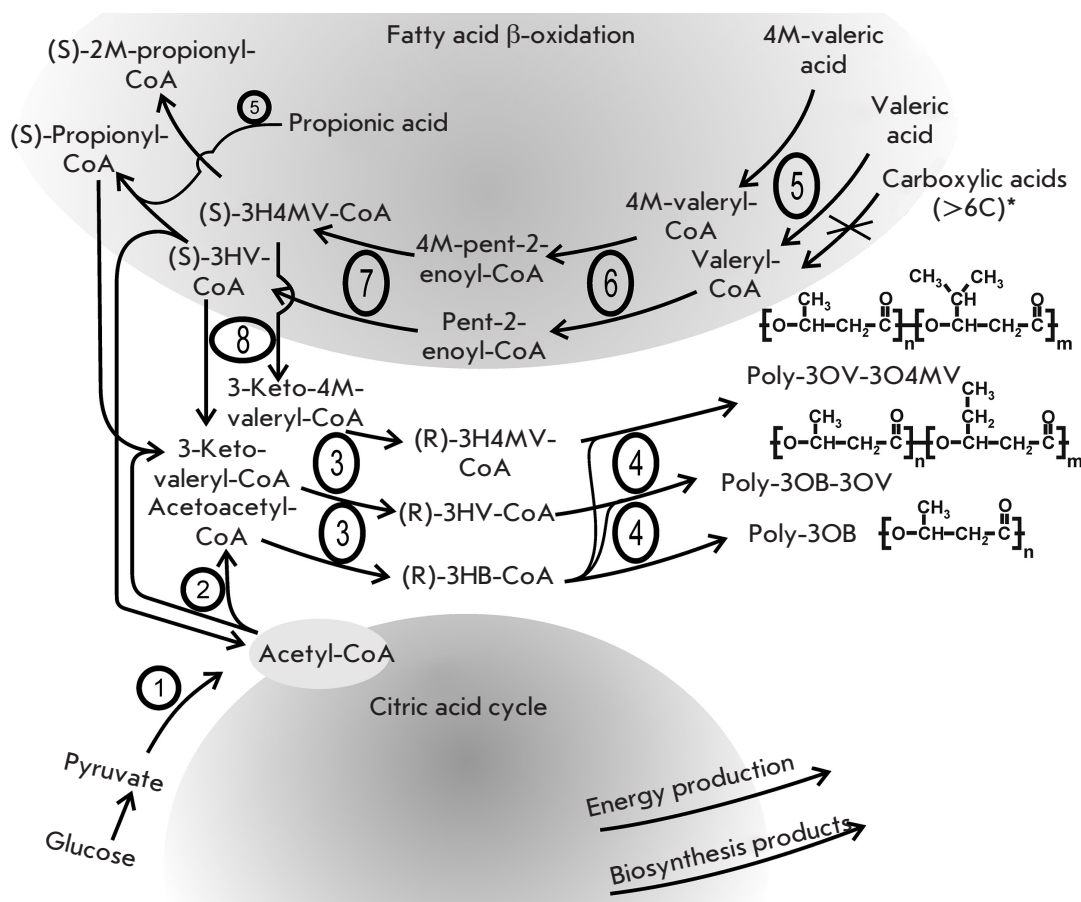 Fatty acid β-oxidation
(S)-2M-propionyl-
CoA
4M-valeric
acid
5
Propionic acid
Valeric
acid
(S)-Propionyl-
CoA
Carboxylic acids
(>6C)*
5
(S)-3H4MV-CoA
4M-valeryl-
CoA
4M-pent-2-
enoyl-CoA
(S)-3HV-
CoA
Valeryl-
CoA
7
6
Pent-2-
enoyl-CoA
8
CH3 O CH3 CH3 CH O
O-CH-CH2-C n O-CH-CH2-C m
3-Keto-4M-
valeryl-CoA
Poly-3OV-3O4MV
3-Keto-
valeryl-CoA
3
(R)-3H4MV-
CoA
4
CH3 O CH3 CH2 O
O-CH-CH2-C n O-CH-CH2-C m
Poly-3OB-3OV
Acetoacetyl-
CoA
3
(R)-3HV-CoA
4
Poly-3OB
CH3 O
O-CH-CH2-C n
(R)-3HB-CoA
2
Acetyl-CoA
1
Citric acid cycle
Pyruvate
Glucose
Energy production
Biosynthesis products